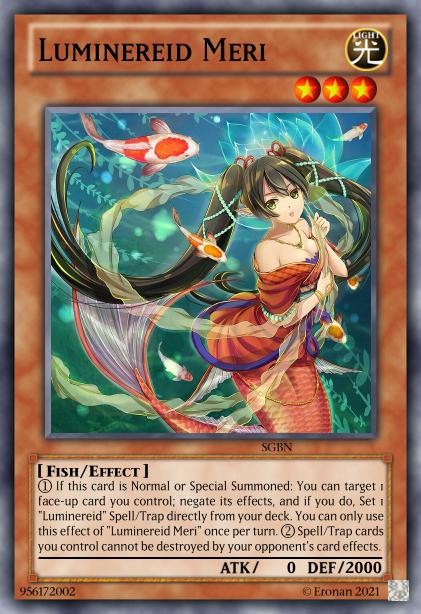 Luminereid Meri
LIGHT
光
SGBN
[ Fish/Effect ]
① If this card is Normal or Special Summoned: You can target 1
face-up card you control; negate its effects, and if you do, Set 1
"Luminereid" Spell/Trap directly from your deck. You can only use
this effect of "Luminereid Meri" once per turn. ② Spell/Trap cards
you control cannot be destroyed by your opponent's card effects.
ATK/ 0 DEF/2000
956172002 © Eronan 2021